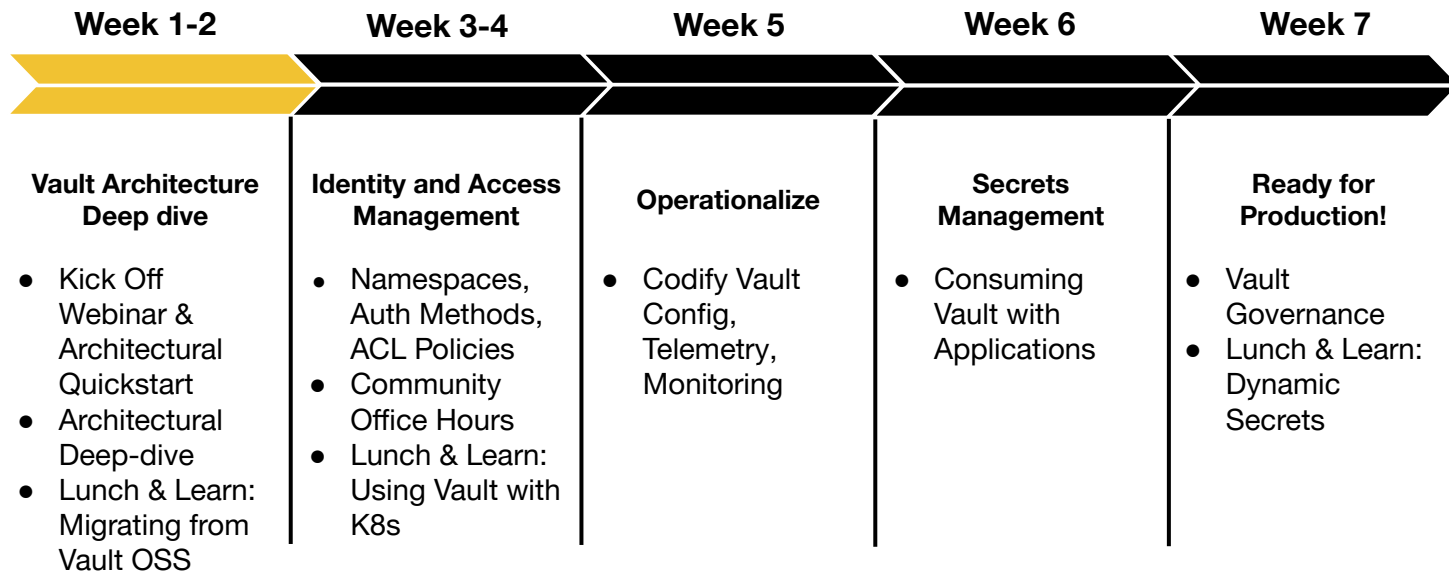 Week 1-2
Week 3-4
Week 5
Week 6
Week 7
Vault Architecture
Deep dive
● Kick Off
Webinar &
Architectural
Quickstart
● Architectural
Deep-dive
● Lunch & Learn:
Migrating from
Vault OSS
Identity and Access
Management
● Namespaces,
Auth Methods,
ACL Policies
● Community
Office Hours
● Lunch & Learn:
Using Vault with
K8s
Operationalize
● Codify Vault
Config,
Telemetry,
Monitoring
Secrets
Management
● Consuming
Vault with
Applications
Ready for
Production!
● Vault
Governance
● Lunch & Learn:
Dynamic
Secrets